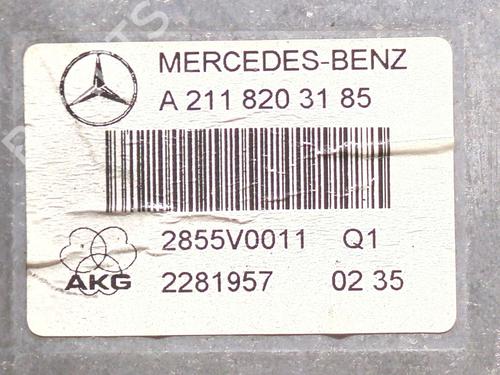 MERCEDES-BENZ
A 211 820 31 85
2855V0011 Q1
AKG
2281957 02 35